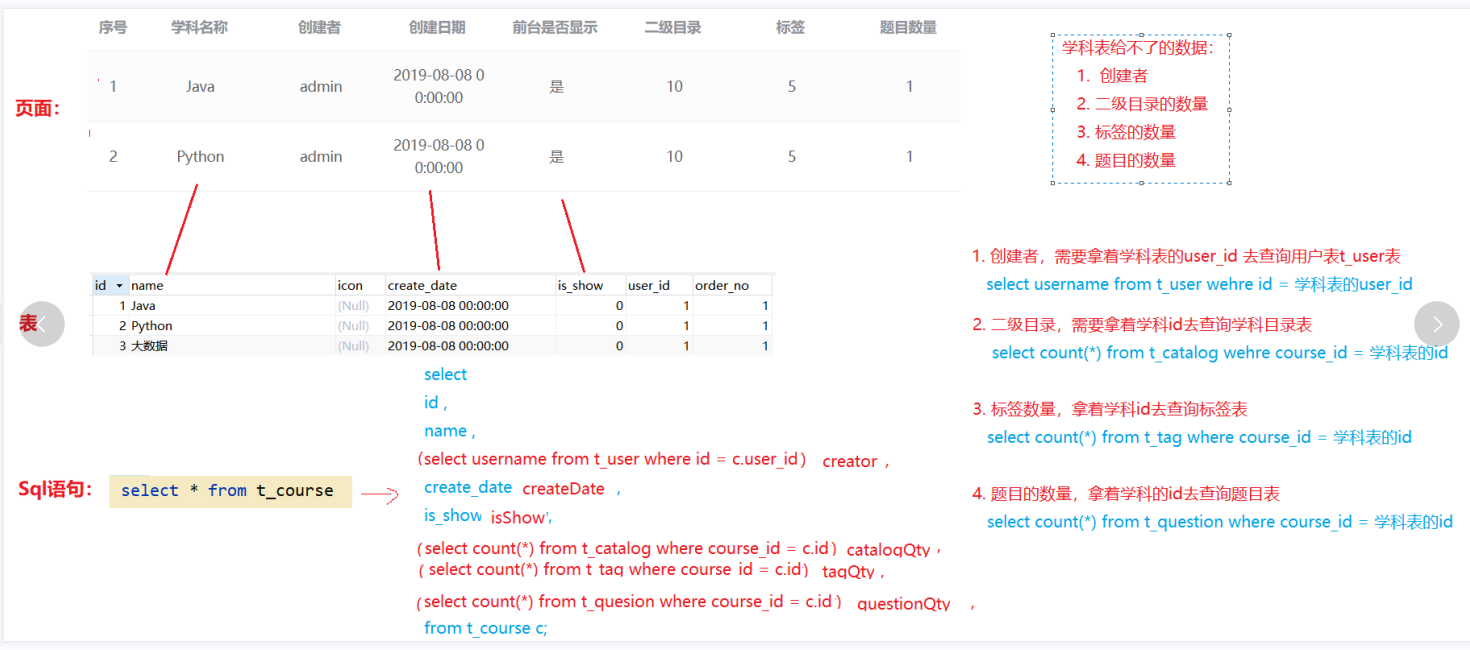 序号 学科名称 创建者 创建日期 前台是否显示 二级目录 标签 题目数量
1 Java admin 2019-08-08 0 是 10 5 1
0:00:00
页面：
2 Python admin 2019-08-08 0 是 10 5 1
0:00:00
学科表给不了的数据：
1. 创建者
2. 二级目录的数量
3. 标签的数量
4. 题目的数量
id name icon create_date is_show user_id order_no
1 Java (Null) 2019-08-08 00:00:00 0 1 1
2 Python (Null) 2019-08-08 00:00:00 0 1 1
3 大数据 (Null) 2019-08-08 00:00:00 0 1 1
表
1. 创建者，需要拿着学科表的user_id 去查询用户表t_user表
select username from t_user wehre id = 学科表的user_id
2. 二级目录，需要拿着学科id去查询学科目录表
select count(*) from t_catalog wehre course_id = 学科表的id
3. 标签数量，拿着学科id去查询标签表
select count(*) from t_tag where course_id = 学科表的id
4. 题目的数量，拿着学科的id去查询题目表
select count(*) from t_question where course_id = 学科表的id
Sql语句：
select * from t_course
select
id ,
name ,
(select username from t_user where id = c.user_id) creator ,
create_date createDate ,
is_show isShow',
(select count(*) from t_catalog where course_id = c.id) catalogQty ,
( select count(*) from t_tag where course_id = c.id) tagQty ,
(select count(*) from t_quesion where course_id = c.id ) questionQty ,
from t_course c;